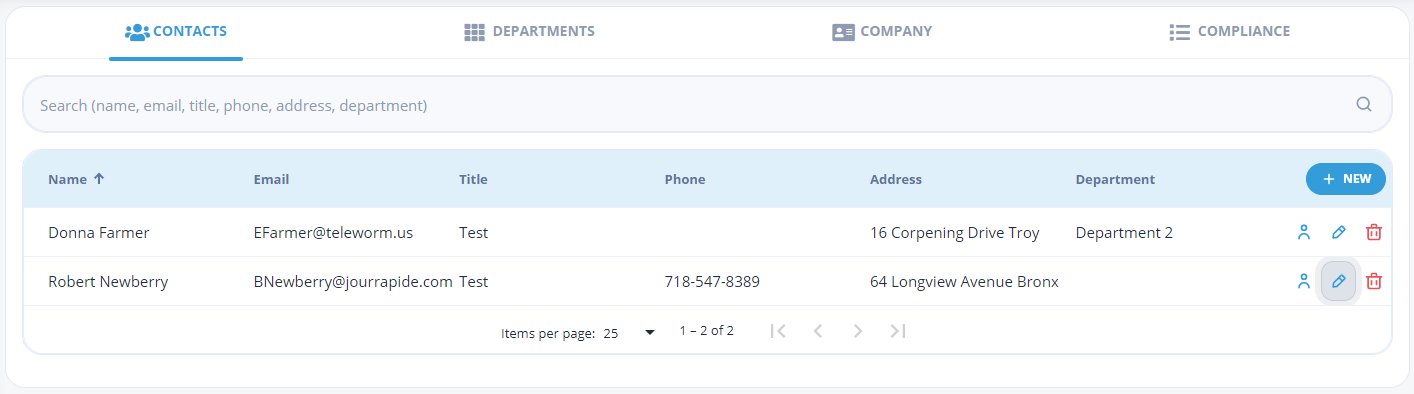 CONTACTS DEPARTMENTS COMPANY COMPLIANCE
Search (name, email, title, phone, address, department)
Name Email Title Phone Address Department NEW
Donna Farmer EFarmer@teleworm.us Test 16 Corpening Drive Troy Department 2
Robert Newberry BNewberry@jourrapide.com Test 718-547-8389 64 Longview Avenue Bronx
Items per page: 25 1 – 2 of 2